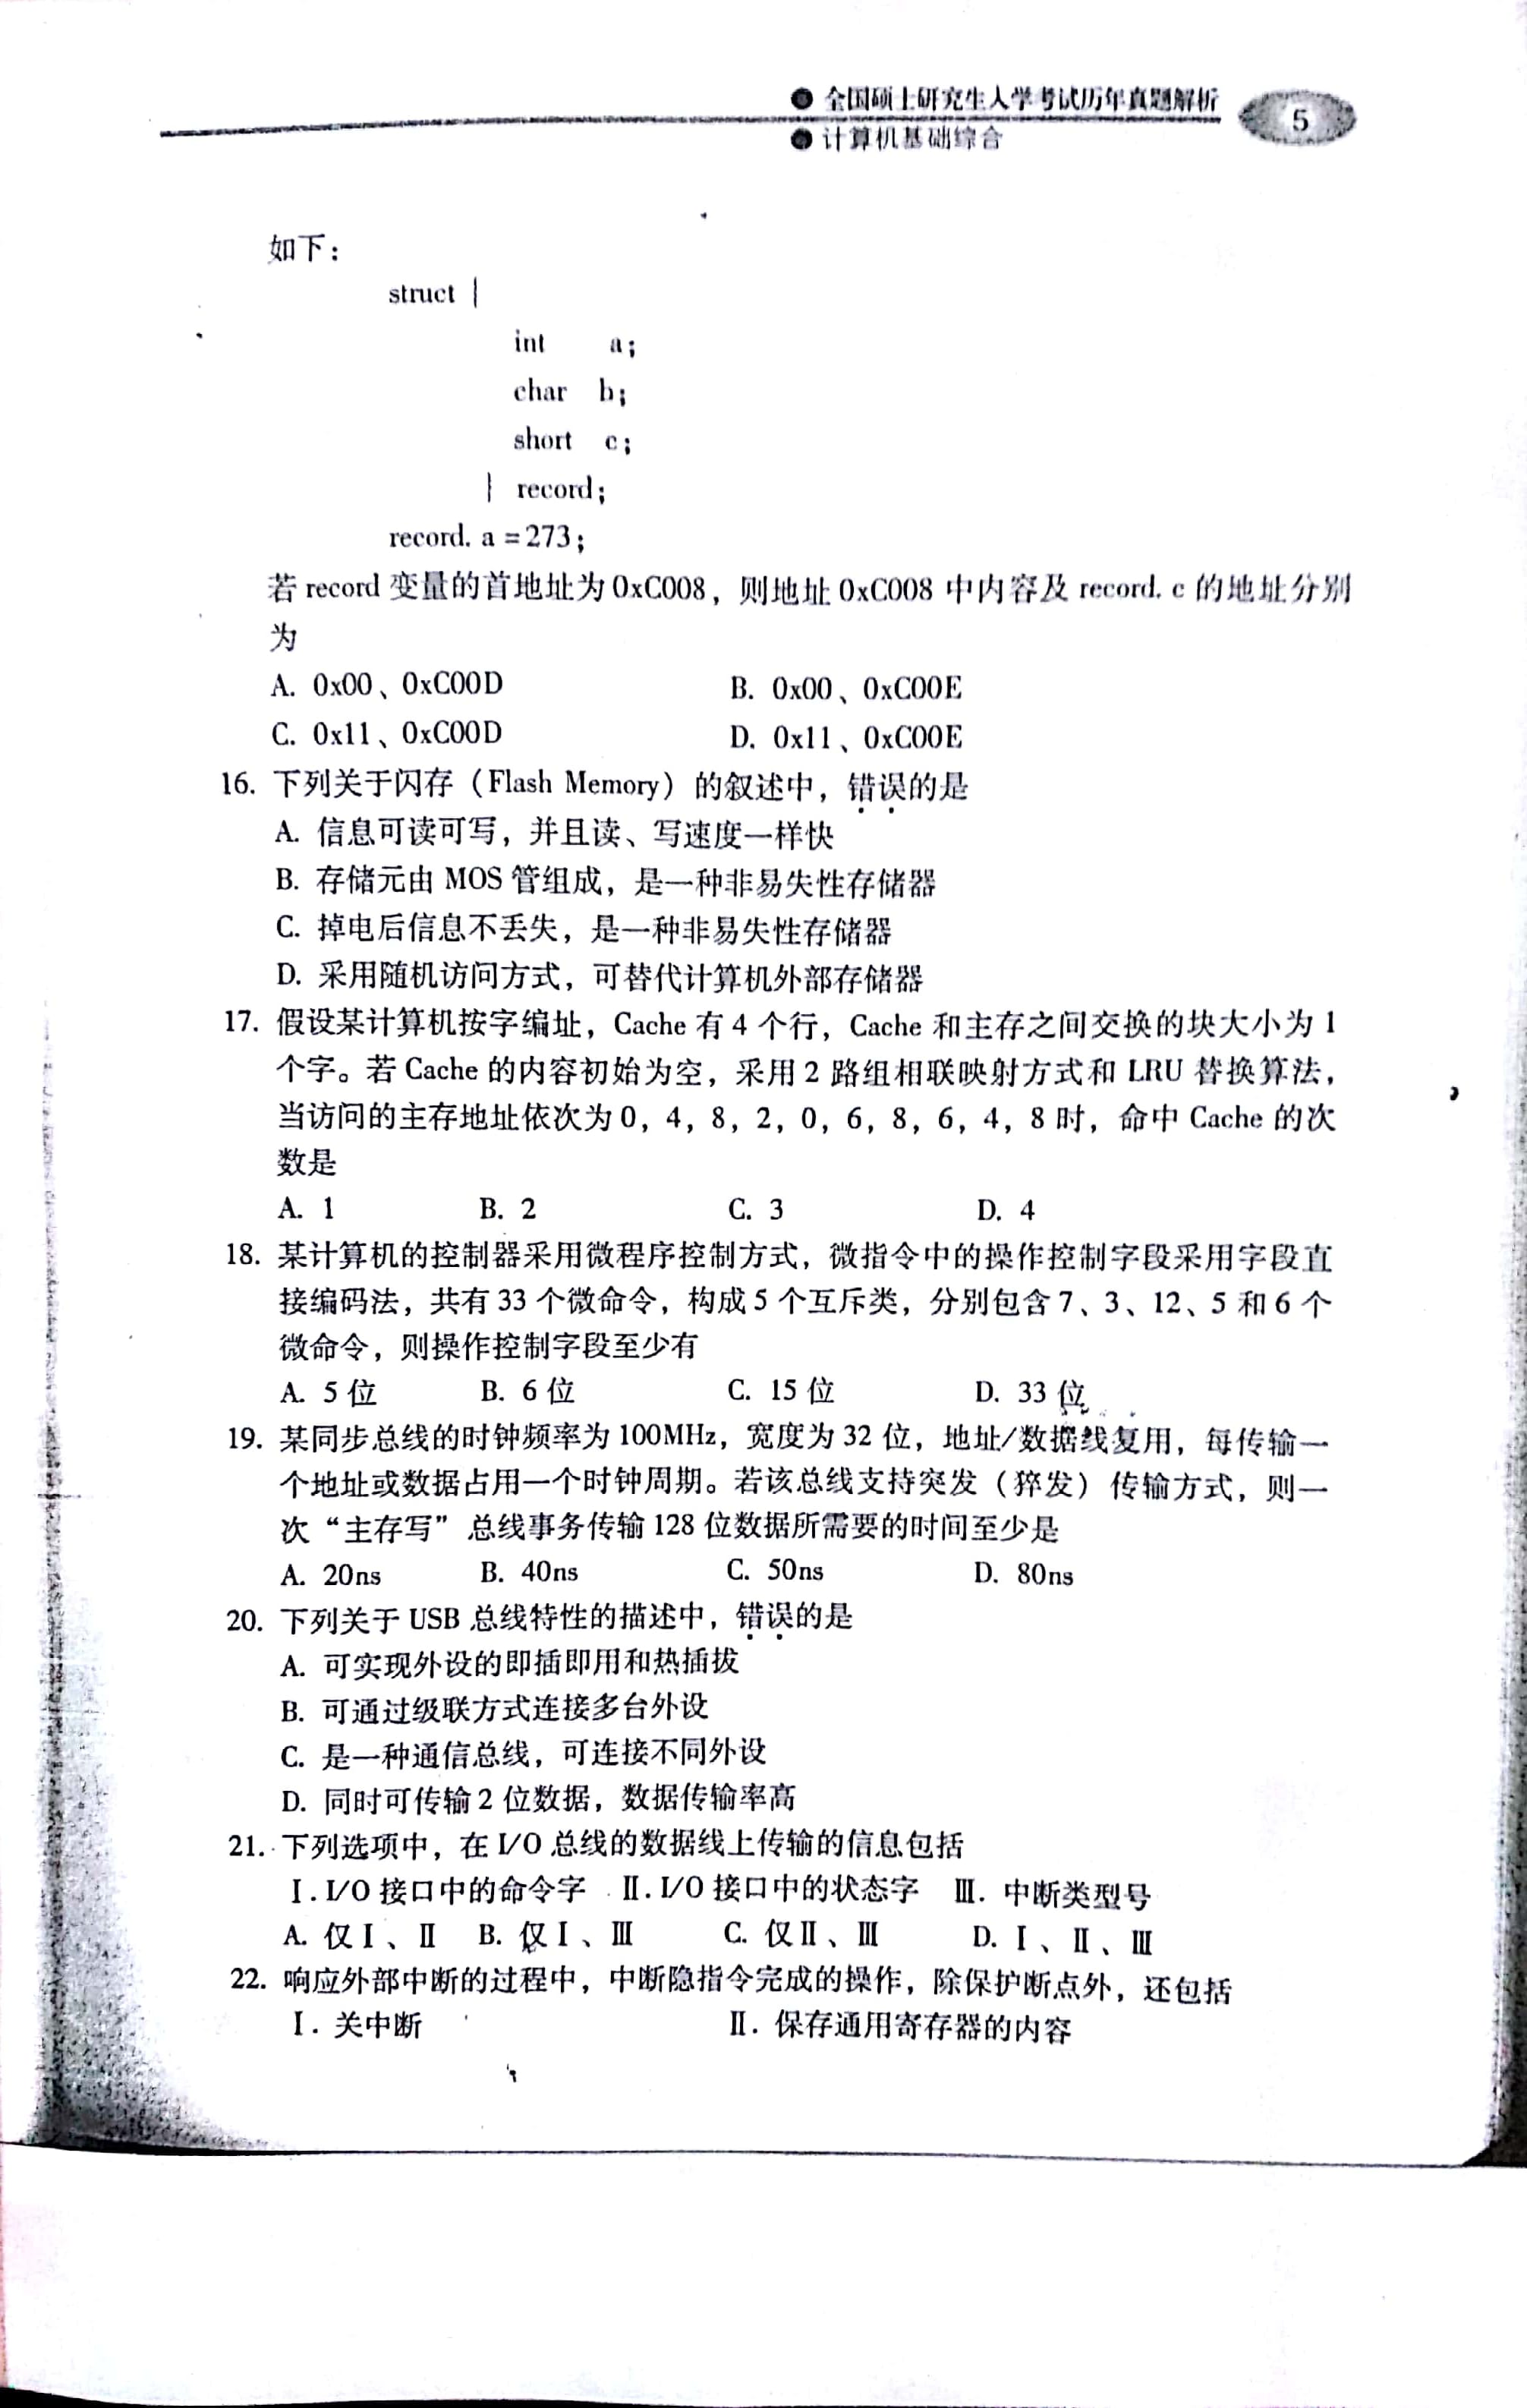 全国硕士研究生入学考试历年真题解析
5
计算机基础综合
如下：
struct {
int a;
char b;
short c;
} record;
record. a = 273;
若 record 变量的首地址为 0xC008，则地址 0xC008 中内容及 record. c 的地址分别
为
A. 0x00、0xC00D B. 0x00、0xC00E
C. 0x11、0xC00D D. 0x11、0xC00E
16. 下列关于闪存（Flash Memory）的叙述中，错误的是
A. 信息可读可写，并且读、写速度一样快
B. 存储元由 MOS 管组成，是一种非易失性存储器
C. 掉电后信息不丢失，是一种非易失性存储器
D. 采用随机访问方式，可替代计算机外部存储器
17. 假设某计算机按字编址，Cache 有 4 个行，Cache 和主存之间交换的块大小为 1
个字。若 Cache 的内容初始为空，采用 2 路组相联映射方式和 LRU 替换算法，
当访问的主存地址依次为 0，4，8，2，0，6，8，6，4，8 时，命中 Cache 的次
数是
A. 1 B. 2 C. 3 D. 4
18. 某计算机的控制器采用微程序控制方式，微指令中的操作控制字段采用字段直
接编码法，共有 33 个微命令，构成 5 个互斥类，分别包含 7、3、12、5 和 6 个
微命令，则操作控制字段至少有
A. 5 位 B. 6 位 C. 15 位 D. 33 位
19. 某同步总线的时钟频率为 100MHz，宽度为 32 位，地址/数据线复用，每传输一
个地址或数据占用一个时钟周期。若该总线支持突发（猝发）传输方式，则一
次“主存写”总线事务传输 128 位数据所需要的时间至少是
A. 20ns B. 40ns C. 50ns D. 80ns
20. 下列关于 USB 总线特性的描述中，错误的是
A. 可实现外设的即插即用和热插拔
B. 可通过级联方式连接多台外设
C. 是一种通信总线，可连接不同外设
D. 同时可传输 2 位数据，数据传输率高
21. 下列选项中，在 I/O 总线的数据线上传输的信息包括
Ⅰ. I/O 接口中的命令字 Ⅱ. I/O 接口中的状态字 Ⅲ. 中断类型号
A. 仅Ⅰ、Ⅱ B. 仅Ⅰ、Ⅲ C. 仅Ⅱ、Ⅲ D. Ⅰ、Ⅱ、Ⅲ
22. 响应外部中断的过程中，中断隐指令完成的操作，除保护断点外，还包括
Ⅰ. 关中断 Ⅱ. 保存通用寄存器的内容